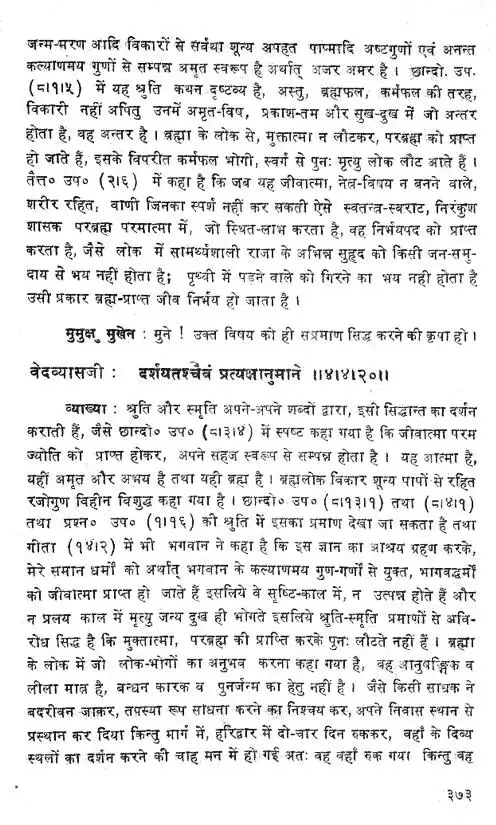 जन्म-मरण आदि विकारों से सर्वथा शून्य अपहृत पाप्मादि अष्टगुणों एवं अनन्त
कल्याणमय गुणों से सम्पन्न अमृत स्वरूप है अर्थात् अजर अमर है । छान्दो. उप.
(८।१।५) में यह श्रुति कथन दृष्टव्य है, अस्तु, ब्रह्मफल, कर्मफल की तरह,
विकारी नहीं अपितु उनमें अमृत-विष, प्रकाश-तम और सुख-दुख में जो अन्तर
होता है, वह अन्तर है । ब्रह्मा के लोक से, मुक्तात्मा न लौटकर, परब्रह्म को प्राप्त
हो जाते हैं, इसके विपरीत कर्मफल भोगी, स्वर्ग से पुनः मृत्यु लोक लौट आते हैं ।
तैत्त० उप० (२।६) में कहा है कि जब यह जीवात्मा, नेत्र-विषय न बनने वाले,
शरीर रहित, वाणी जिनका स्पर्श नहीं कर सकती ऐसे स्वतन्त्र-स्वराट, निरंकुण
शासक परब्रह्म परमात्मा में, जो स्थित-लाभ करता है, वह निर्भयपद को प्राप्त
करता है, जैसे लोक में सामर्थ्यशाली राजा के अभिन्न सुहृद को किसी जन-समु-
दाय से भय नहीं होता है; पृथ्वी में पड़ने वाले को गिरने का भय नहीं होता है
उसी प्रकार ब्रह्म-प्राप्त जीव निर्भय हो जाता है ।
मुमुक्षु मुखेन : मुने ! उक्त विषय को ही सप्रमाण सिद्ध करने की कृपा हो ।
वेदव्यासजी : दर्शयतश्चैवं प्रत्यक्षानुमाने ॥४।४।२०॥
व्याख्या : श्रुति और स्मृति अपने-अपने शब्दों द्वारा, इसी सिद्धान्त का दर्शन
कराती हैं, जैसे छान्दो० उप० (८।३।४) में स्पष्ट कहा गया है कि जीवात्मा परम
ज्योति को प्राप्त होकर, अपने सहज स्वरूप से सम्पन्न होता है । यह आत्मा है,
यहीं अमृत और अभय है तथा यही ब्रह्म है । ब्रह्मलोक विकार शून्य पापों से रहित
रजोगुण विहीन विशुद्ध कहा गया है । छान्दो० उप० (८।१३।१) तथा (८।४।१)
तथा प्रश्न० उप० (१।१६) की श्रुति में इसका प्रमाण देखा जा सकता है तथा
गीता (१४।२) में भी भगवान ने कहा है कि इस ज्ञान का आश्रय ग्रहण करके,
मेरे समान धर्मों को अर्थात् भगवान के कल्याणमय गुण-गणों से युक्त, भागवद्धर्मों
को जीवात्मा प्राप्त हो जाते हैं इसलिये वे सृष्टि-काल में, न उत्पन्न होते हैं और
न प्रलय काल में मृत्यु जन्य दुख ही भोगते इसलिये श्रुति-स्मृति प्रमाणों से अवि-
रोध सिद्ध है कि मुक्तात्मा, परब्रह्म की प्राप्ति करके पुनः लौटते नहीं हैं । ब्रह्मा
के लोक में जो लोक-भोगों का अनुभव करना कहा गया है, वह आनुषङ्गिक व
लीला मात्र है, बन्धन कारक व पुनर्जन्म का हेतु नहीं है । जैसे किसी साधक ने
बदरीवन जाकर, तपस्या रूप साधना करने का निश्चय कर, अपने निवास स्थान से
प्रस्थान कर दिया किन्तु मार्ग में, हरिद्वार में दो-चार दिन रुककर, वहाँ के दिव्य
स्थलों का दर्शन करने की चाह मन में हो गई अतः वह वहाँ रुक गया किन्तु वह
३७३